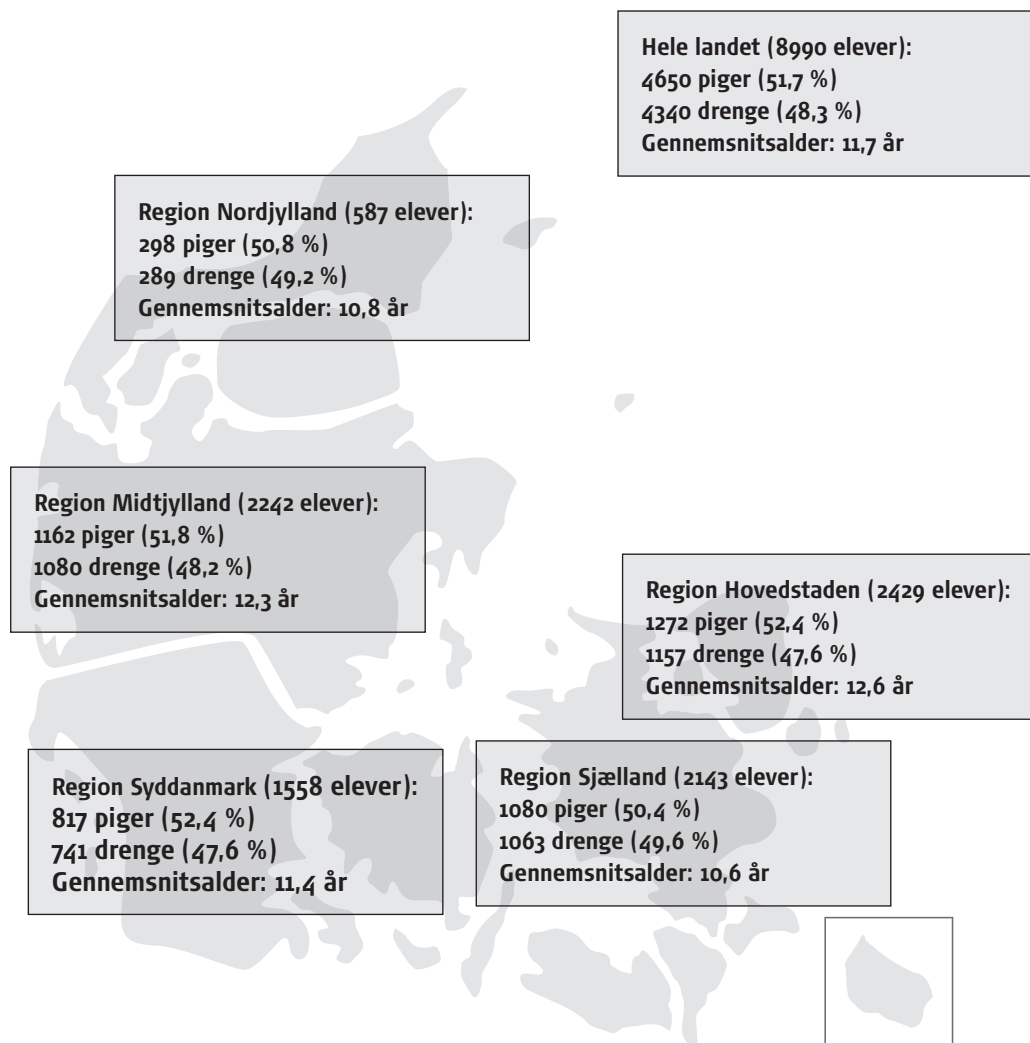 Hele landet (8990 elever):
4650 piger (51,7 %)
4340 drenge (48,3 %)
Gennemsnitsalder: 11,7 år
Region Nordjylland (587 elever):
298 piger (50,8 %)
289 drenge (49,2 %)
Gennemsnitsalder: 10,8 år
Region Midtjylland (2242 elever):
1162 piger (51,8 %)
1080 drenge (48,2 %)
Gennemsnitsalder: 12,3 år
Region Hovedstaden (2429 elever):
1272 piger (52,4 %)
1157 drenge (47,6 %)
Gennemsnitsalder: 12,6 år
Region Syddanmark (1558 elever):
817 piger (52,4 %)
741 drenge (47,6 %)
Gennemsnitsalder: 11,4 år
Region Sjælland (2143 elever):
1080 piger (50,4 %)
1063 drenge (49,6 %)
Gennemsnitsalder: 10,6 år